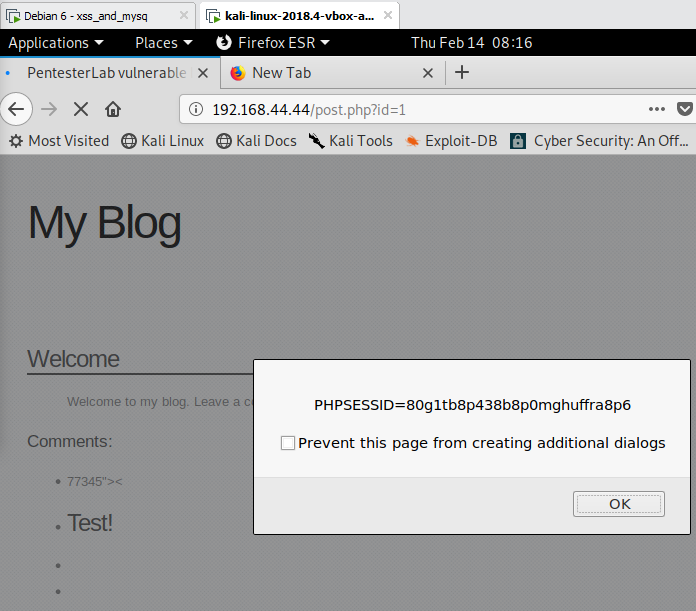 Debian 6 - xss_and_mysq
kali-linux-2018.4-vbox-a...
Applications Places Firefox ESR Thu Feb 14 08:16
PentesterLab vulnerable New Tab
192.168.44.44/post.php?id=1
Most Visited Kali Linux Kali Docs Kali Tools Exploit-DB Cyber Security: An Off...
My Blog
Welcome
Welcome to my blog. Leave a co
Comments:
77345"><
Test!
PHPSESSID=80g1tb8p438b8p0mghuffra8p6
Prevent this page from creating additional dialogs
OK